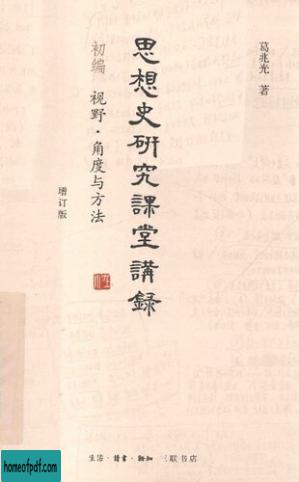 葛兆光 著
思想史研究課堂講録
初编 视野·角度与方法
增订版
生活·讀書·新知 三联书店
homeofpdf.com